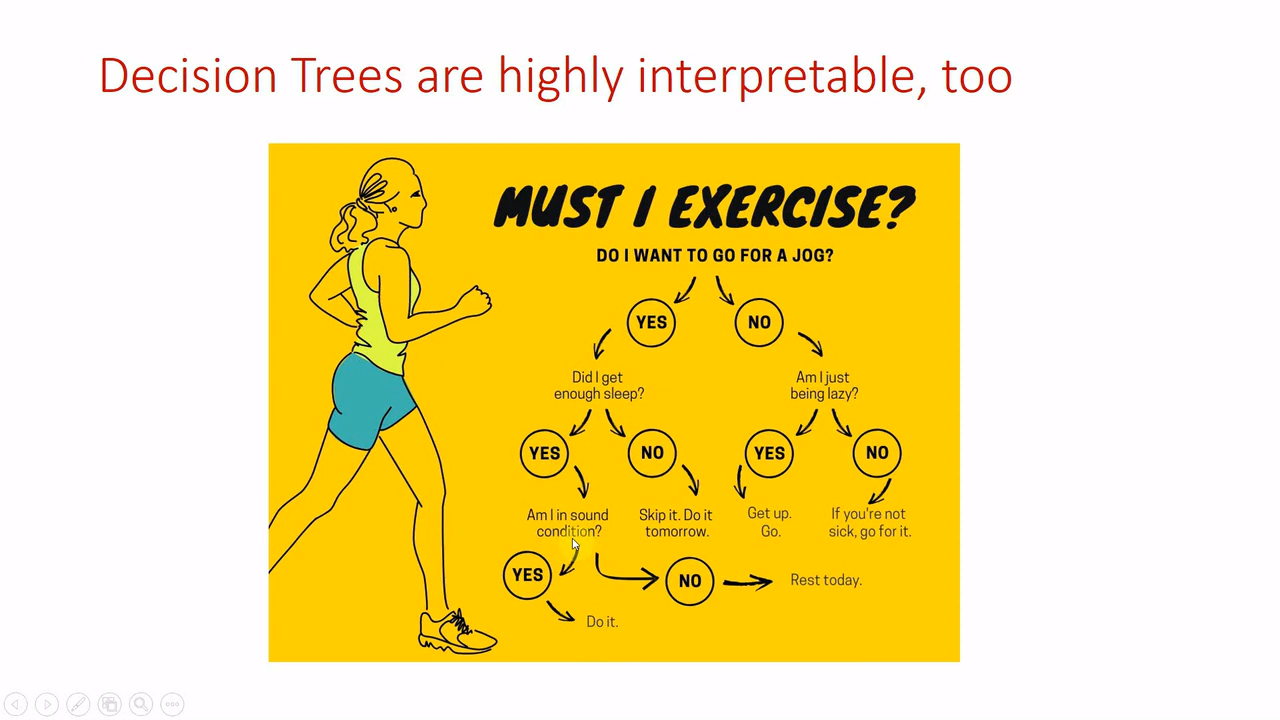 Decision Trees are highly interpretable, too
MUST I EXERCISE?
DO I WANT TO GO FOR A JOG?
YES
NO
Did I get
enough sleep?
Am I just
being lazy?
YES
NO
YES
NO
Am I in sound
condition?
Skip it. Do it
tomorrow.
Get up.
Go.
If you're not
sick, go for it.
YES
NO
Rest today.
Do it.